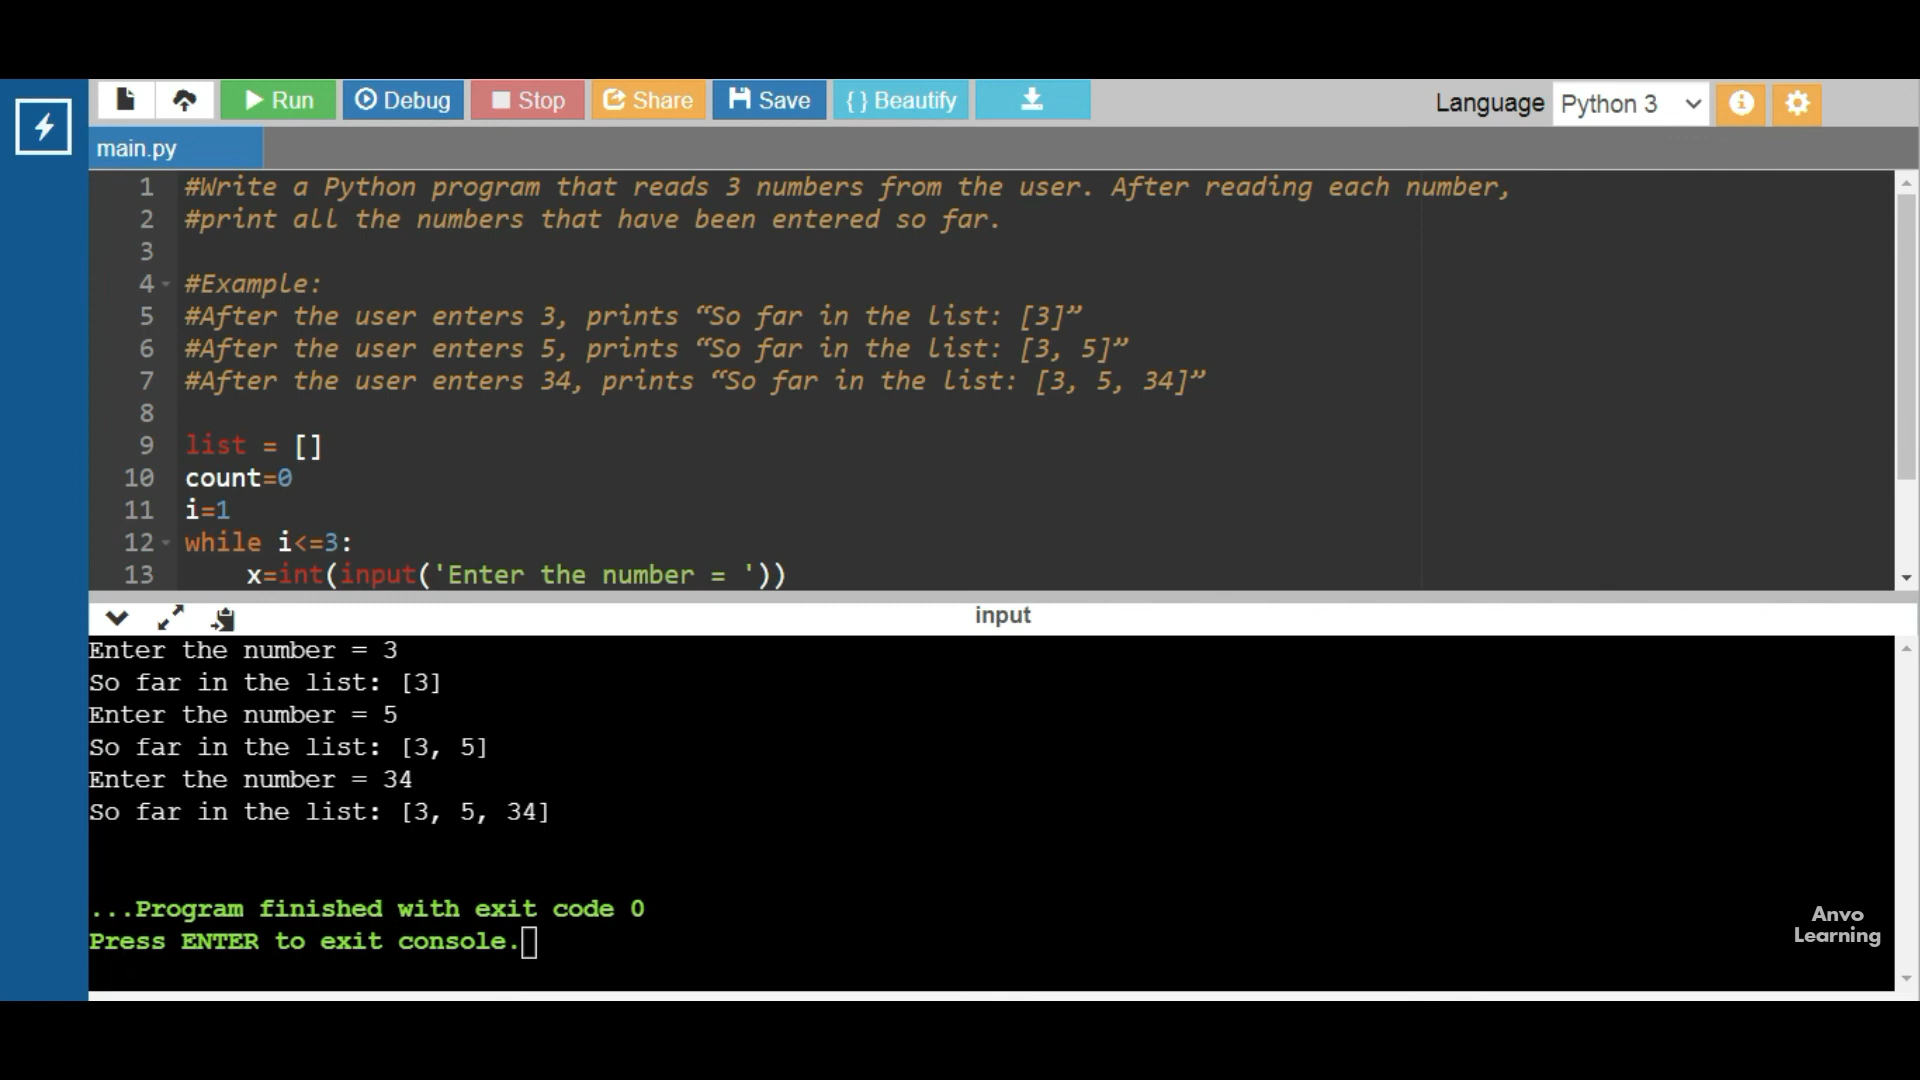 Run Debug Stop Share Save { } Beautify Language Python 3
main.py
1 #Write a Python program that reads 3 numbers from the user. After reading each number,
2 #print all the numbers that have been entered so far.
3
4 #Example:
5 #After the user enters 3, prints “So far in the list: [3]”
6 #After the user enters 5, prints “So far in the list: [3, 5]”
7 #After the user enters 34, prints “So far in the list: [3, 5, 34]”
8
9 list = []
10 count=0
11 i=1
12 while i<=3:
13     x=int(input('Enter the number = '))
input
Enter the number = 3
So far in the list: [3]
Enter the number = 5
So far in the list: [3, 5]
Enter the number = 34
So far in the list: [3, 5, 34]
...Program finished with exit code 0
Press ENTER to exit console.
Anvo
Learning